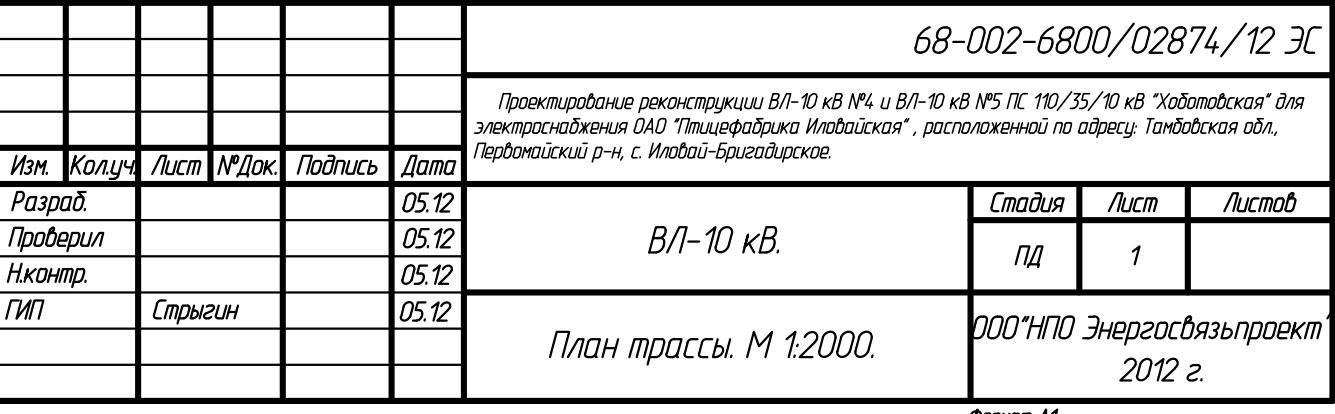 68-002-6800/02874/12 ЭС
Проектирование реконструкции ВЛ-10 кВ №4 и ВЛ-10 кВ №5 ПС 110/35/10 кВ "Хоботовская" для
электроснабжения ОАО "Птицефабрика Иловайская" , расположенной по адресу: Тамбовская обл.,
Первомайский р-н, с. Иловай-Бригадирское.
Изм. Кол.уч. Лист №Док. Подпись Дата
Разраб. 05.12
Проверил 05.12
Н.контр. 05.12
ГИП Стрыгин 05.12
ВЛ-10 кВ.
Стадия Лист Листов
ПД 1
План трассы. М 1:2000.
ООО"НПО Энергосвязьпроект"
2012 г.